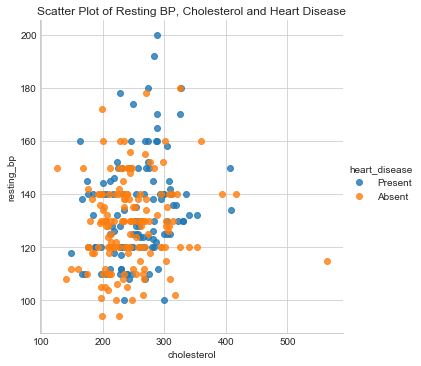 Scatter Plot of Resting BP, Cholesterol and Heart Disease
200
180
160
140
120
100
resting_bp
100
200
300
400
500
cholesterol
heart_disease
Present
Absent